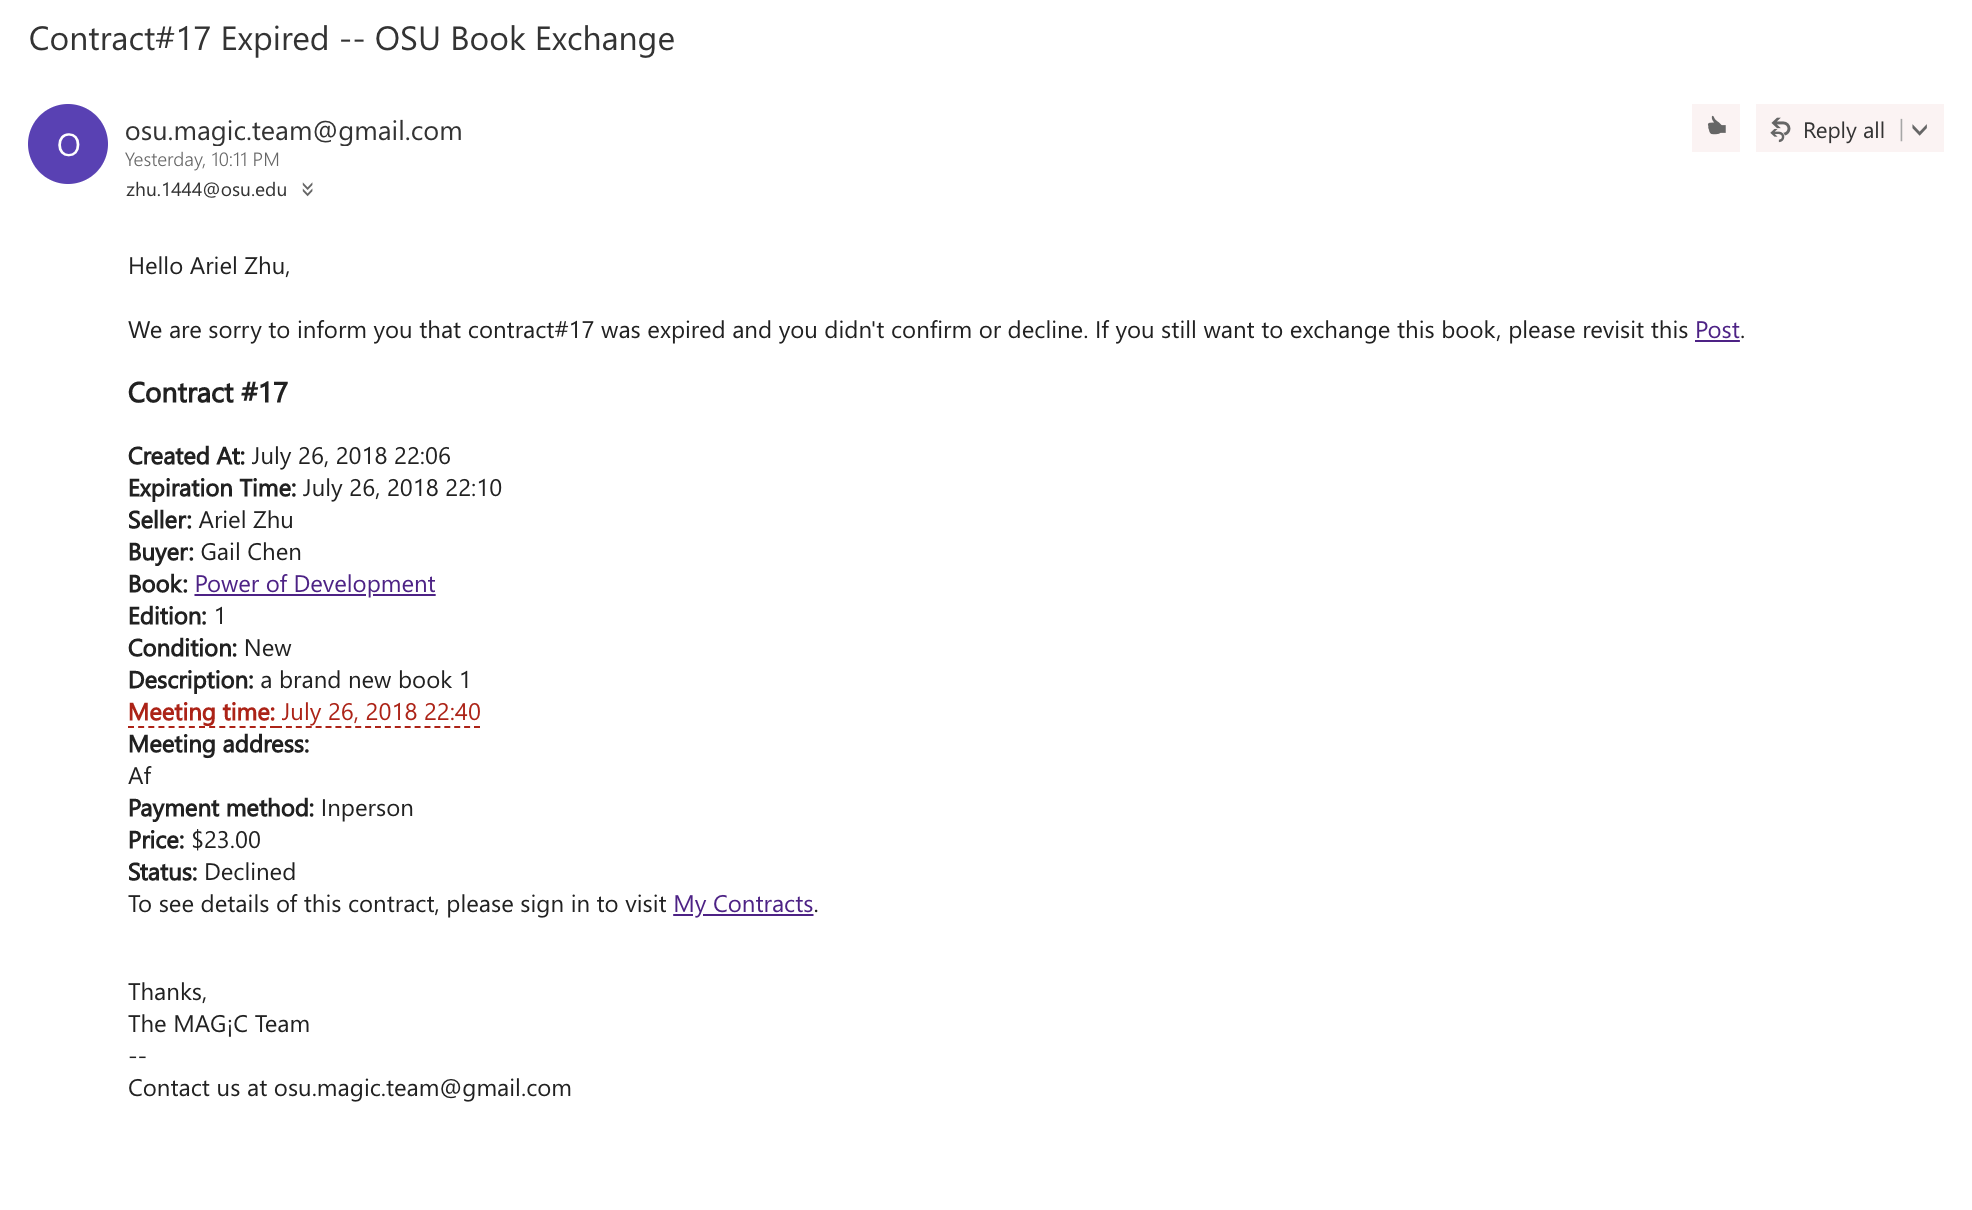 Contract#17 Expired -- OSU Book Exchange
O
osu.magic.team@gmail.com
Yesterday, 10:11 PM
zhu.1444@osu.edu
Reply all
Hello Ariel Zhu,
We are sorry to inform you that contract#17 was expired and you didn't confirm or decline. If you still want to exchange this book, please revisit this Post.
Contract #17
Created At: July 26, 2018 22:06
Expiration Time: July 26, 2018 22:10
Seller: Ariel Zhu
Buyer: Gail Chen
Book: Power of Development
Edition: 1
Condition: New
Description: a brand new book 1
Meeting time: July 26, 2018 22:40
Meeting address:
Af
Payment method: Inperson
Price: $23.00
Status: Declined
To see details of this contract, please sign in to visit My Contracts.
Thanks,
The MAG¡C Team
--
Contact us at osu.magic.team@gmail.com